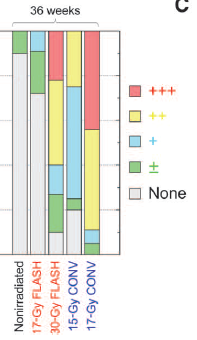 36 weeks
C
+++
++
+
±
None
Nonirradiated
17-Gy FLASH
30-Gy FLASH
15-Gy CONV
17-Gy CONV